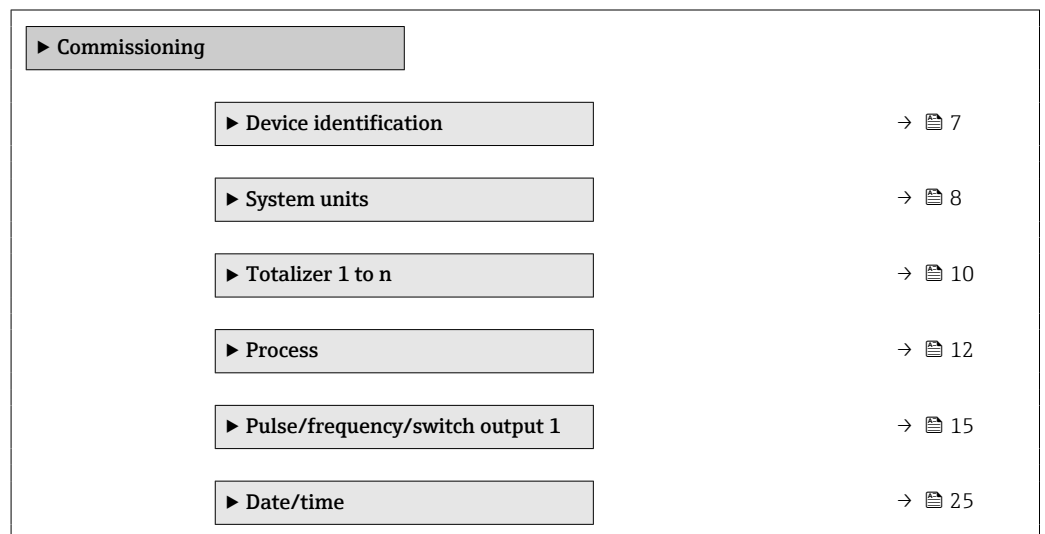 ▶ Commissioning
▶ Device identification → 7
▶ System units → 8
▶ Totalizer 1 to n → 10
▶ Process → 12
▶ Pulse/frequency/switch output 1 → 15
▶ Date/time → 25